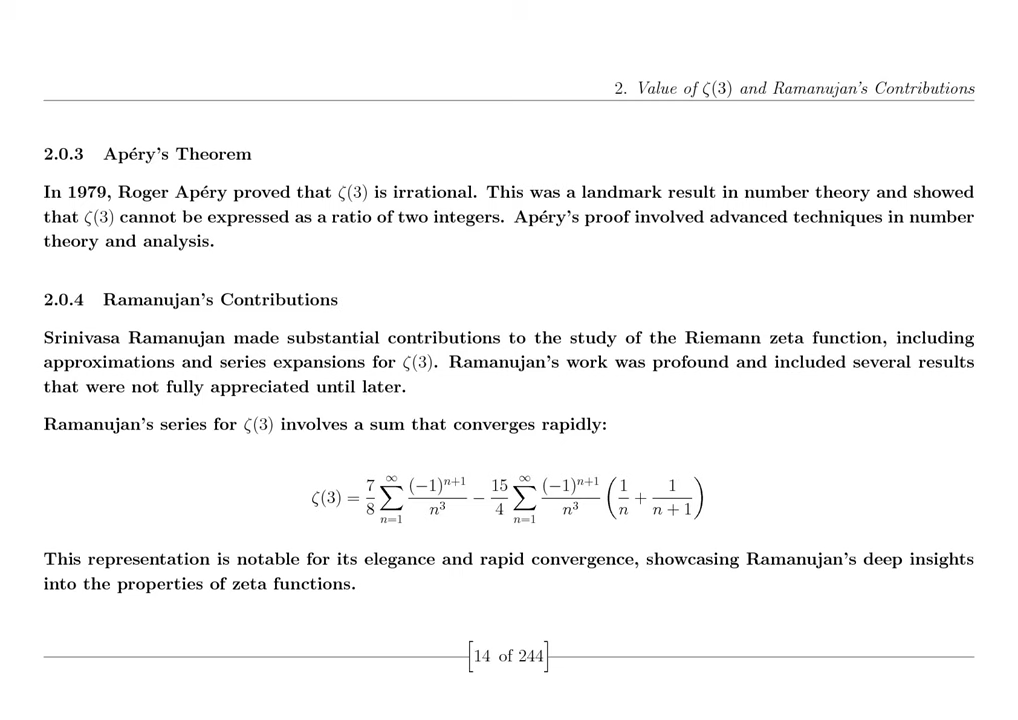 2. Value of ζ(3) and Ramanujan's Contributions
2.0.3 Apéry's Theorem
In 1979, Roger Apéry proved that ζ(3) is irrational. This was a landmark result in number theory and showed
that ζ(3) cannot be expressed as a ratio of two integers. Apéry's proof involved advanced techniques in number
theory and analysis.
2.0.4 Ramanujan's Contributions
Srinivasa Ramanujan made substantial contributions to the study of the Riemann zeta function, including
approximations and series expansions for ζ(3). Ramanujan's work was profound and included several results
that were not fully appreciated until later.
Ramanujan's series for ζ(3) involves a sum that converges rapidly:
ζ(3) = 7/8 ∑_{n=1}^{∞} (−1)^{n+1}/n^3 − 15/4 ∑_{n=1}^{∞} (−1)^{n+1}/n^3 (1/n + 1/(n+1))
This representation is notable for its elegance and rapid convergence, showcasing Ramanujan's deep insights
into the properties of zeta functions.
[14 of 244]